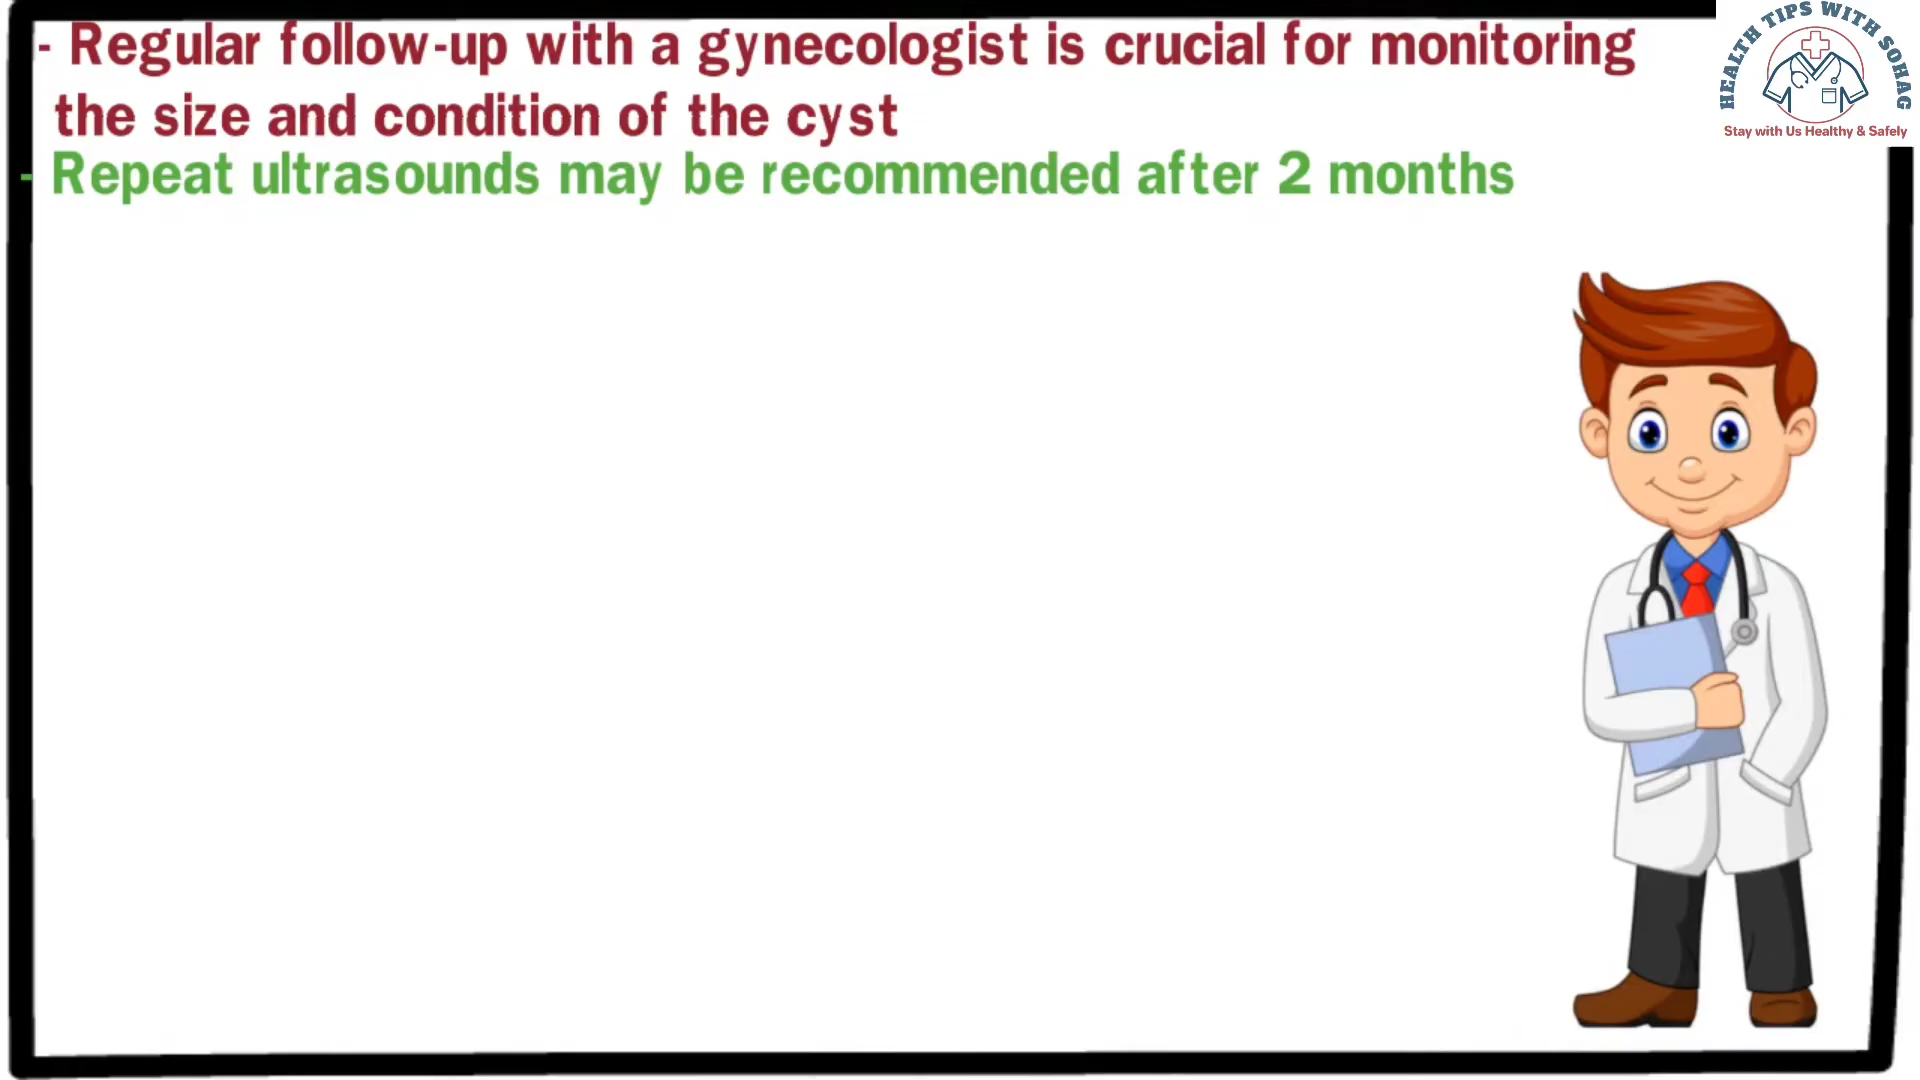 - Regular follow-up with a gynecologist is crucial for monitoring
the size and condition of the cyst
- Repeat ultrasounds may be recommended after 2 months
HEALTH TIPS WITH SOHAG
Stay with Us Healthy & Safely